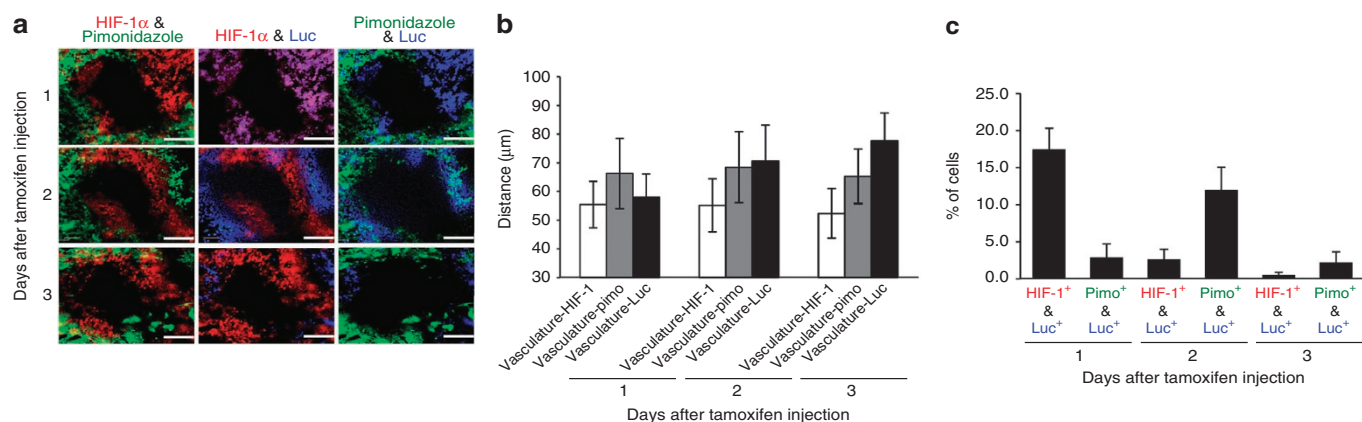 a
HIF-1α &
Pimonidazole
HIF-1α & Luc
Pimonidazole
& Luc
Days after tamoxifen injection
1
2
3
b
Distance (μm)
100
90
80
70
60
50
40
30
Vasculature-HIF-1
Vasculature-pimo
Vasculature-Luc
Vasculature-HIF-1
Vasculature-pimo
Vasculature-Luc
Vasculature-HIF-1
Vasculature-pimo
Vasculature-Luc
1 2 3
Days after tamoxifen injection
c
% of cells
25.0
20.0
15.0
10.0
5.0
0.0
HIF-1⁺ Pimo⁺ HIF-1⁺ Pimo⁺ HIF-1⁺ Pimo⁺
& & & & & &
Luc⁺ Luc⁺ Luc⁺ Luc⁺ Luc⁺ Luc⁺
1 2 3
Days after tamoxifen injection